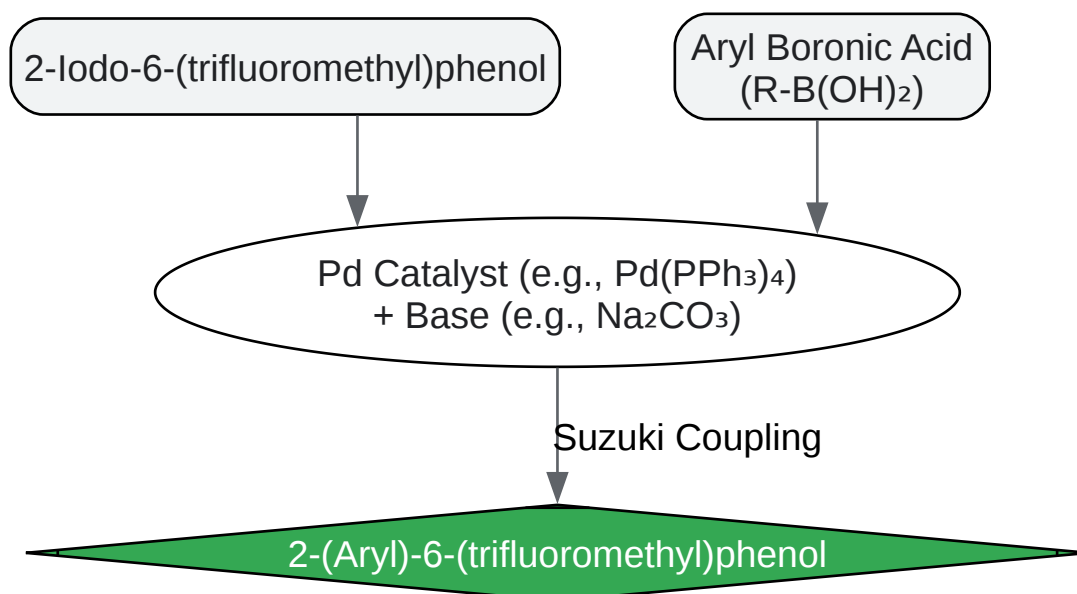 2-Iodo-6-(trifluoromethyl)phenol
Aryl Boronic Acid
(R-B(OH)₂)
Pd Catalyst (e.g., Pd(PPh₃)₄)
+ Base (e.g., Na₂CO₃)
Suzuki Coupling
2-(Aryl)-6-(trifluoromethyl)phenol